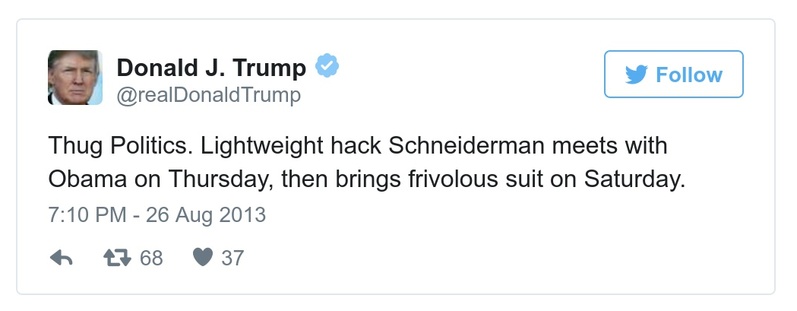 Donald J. Trump
@realDonaldTrump
Follow
Thug Politics. Lightweight hack Schneiderman meets with
Obama on Thursday, then brings frivolous suit on Saturday.
7:10 PM - 26 Aug 2013
68 37